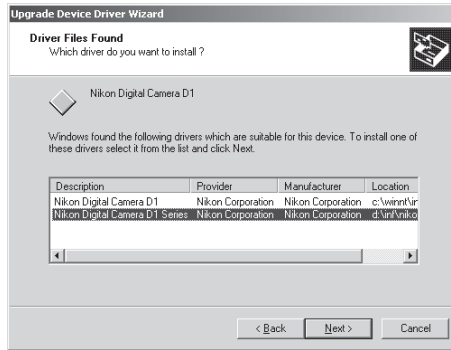 Upgrade Device Driver Wizard
Driver Files Found
Which driver do you want to install ?
Nikon Digital Camera D1
Windows found the following drivers which are suitable for this device. To install one of
these drivers select it from the list and click Next.
Description Provider Manufacturer Location
Nikon Digital Camera D1 Nikon Corporation Nikon Corporation c:\winnt\in
Nikon Digital Camera D1 Series Nikon Corporation Nikon Corporation d:\inf\niko
< Back Next > Cancel